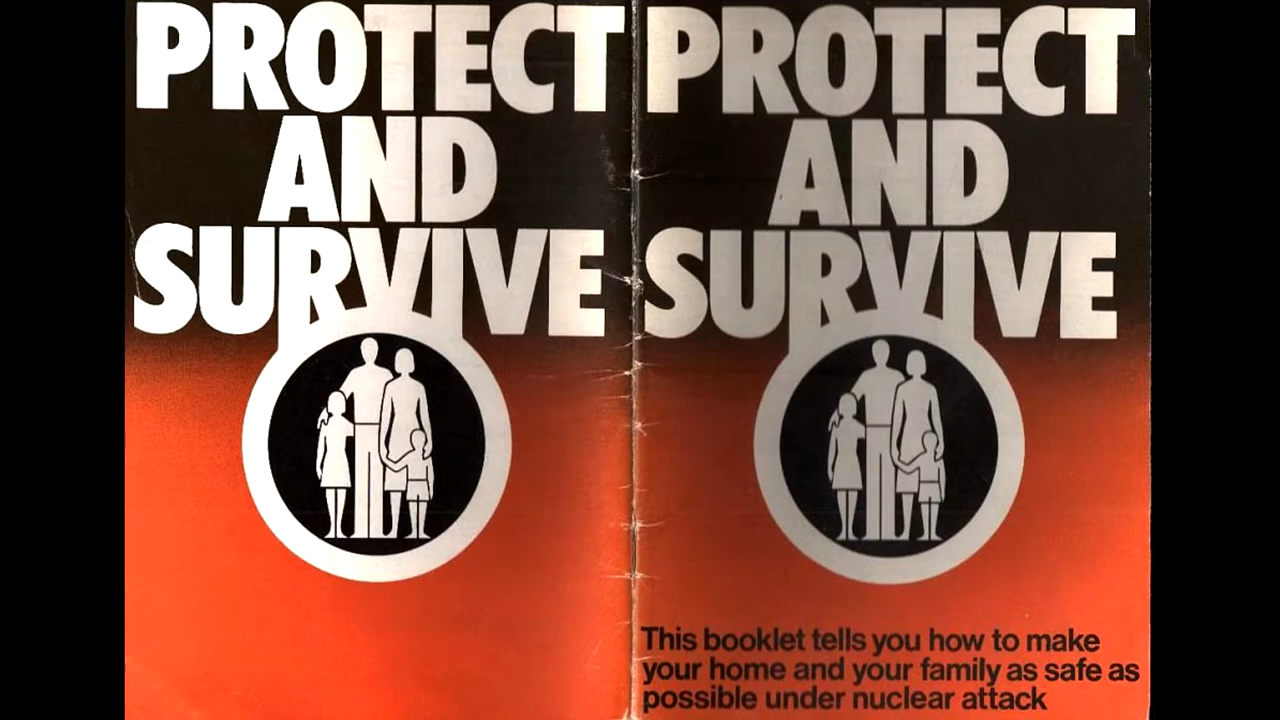 PROTECT
AND
SURVIVE
PROTECT
AND
SURVIVE
This booklet tells you how to make
your home and your family as safe as
possible under nuclear attack